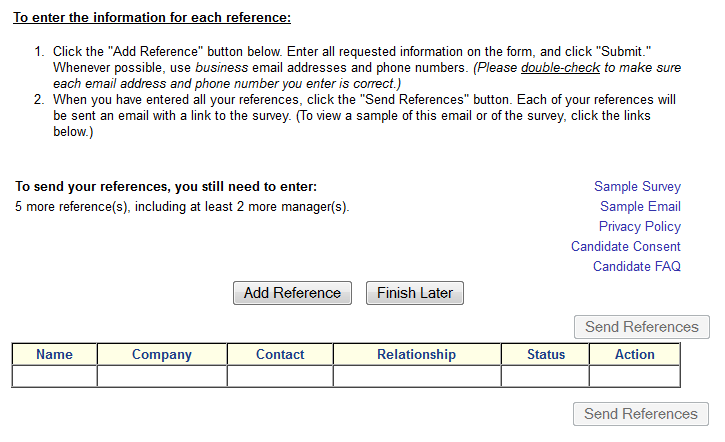 To enter the information for each reference:
1. Click the "Add Reference" button below. Enter all requested information on the form, and click "Submit."
Whenever possible, use business email addresses and phone numbers. (Please double-check to make sure
each email address and phone number you enter is correct.)
2. When you have entered all your references, click the "Send References" button. Each of your references will
be sent an email with a link to the survey. (To view a sample of this email or of the survey, click the links
below.)
To send your references, you still need to enter:
5 more reference(s), including at least 2 more manager(s).
Sample Survey
Sample Email
Privacy Policy
Candidate Consent
Candidate FAQ
Add Reference Finish Later
Send References
Name Company Contact Relationship Status Action
Send References